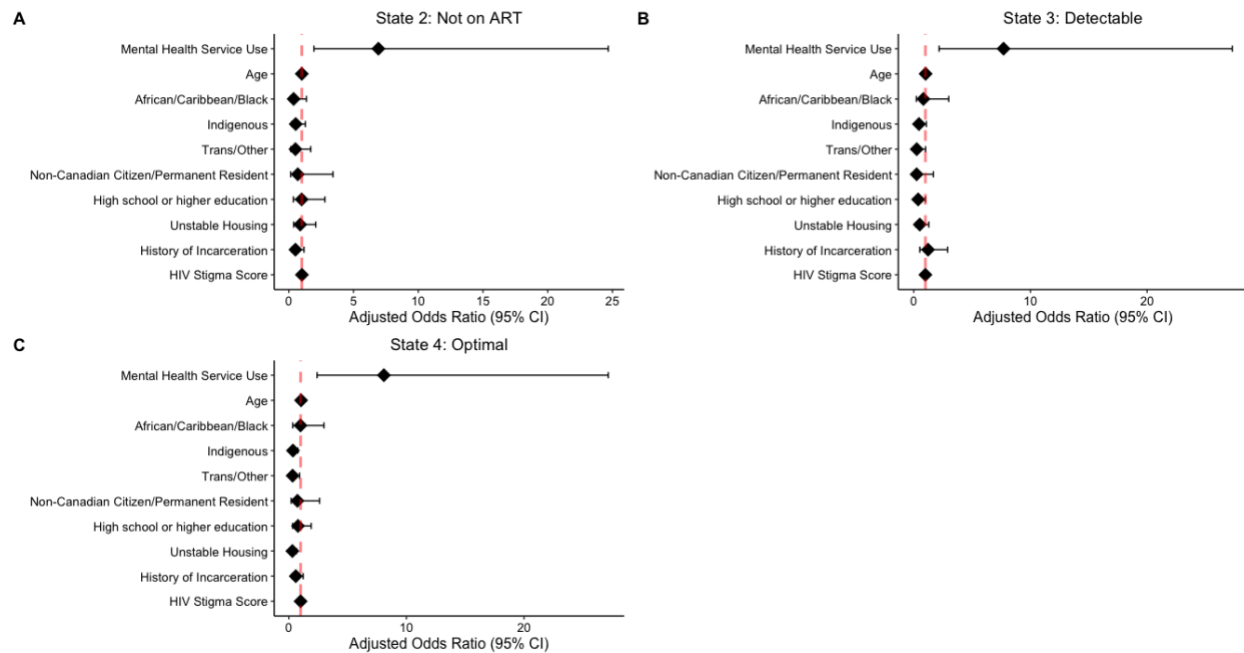 A
State 2: Not on ART
Mental Health Service Use
Age
African/Caribbean/Black
Indigenous
Trans/Other
Non-Canadian Citizen/Permanent Resident
High school or higher education
Unstable Housing
History of Incarceration
HIV Stigma Score
0 5 10 15 20 25
Adjusted Odds Ratio (95% CI)
B
State 3: Detectable
Mental Health Service Use
Age
African/Caribbean/Black
Indigenous
Trans/Other
Non-Canadian Citizen/Permanent Resident
High school or higher education
Unstable Housing
History of Incarceration
HIV Stigma Score
0 10 20
Adjusted Odds Ratio (95% CI)
C
State 4: Optimal
Mental Health Service Use
Age
African/Caribbean/Black
Indigenous
Trans/Other
Non-Canadian Citizen/Permanent Resident
High school or higher education
Unstable Housing
History of Incarceration
HIV Stigma Score
0 10 20
Adjusted Odds Ratio (95% CI)